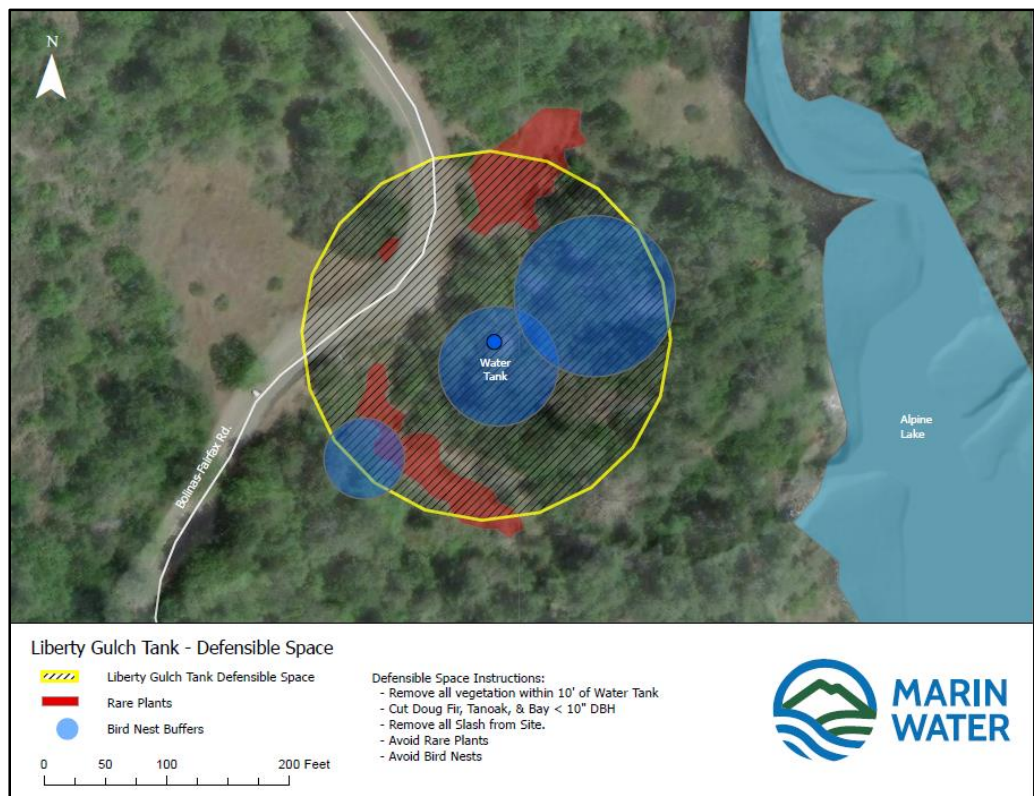 N
Water
Tank
Alpine
Lake
Bolinas-Fairfax Rd.
Liberty Gulch Tank - Defensible Space
Liberty Gulch Tank Defensible Space
Rare Plants
Bird Nest Buffers
0 50 100 200 Feet
Defensible Space Instructions:
- Remove all vegetation within 10' of Water Tank
- Cut Doug Fir, Tanoak, & Bay < 10" DBH
- Remove all Slash from Site.
- Avoid Rare Plants
- Avoid Bird Nests
MARIN
WATER